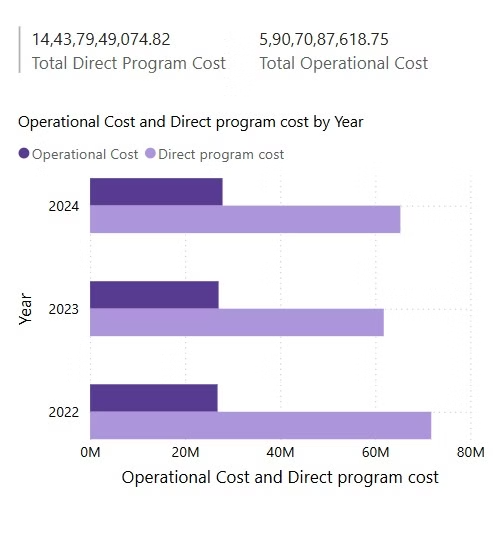 14,43,79,49,074.82
Total Direct Program Cost
5,90,70,87,618.75
Total Operational Cost
Operational Cost and Direct program cost by Year
Operational Cost Direct program cost
Year
2024
2023
2022
0M 20M 40M 60M 80M
Operational Cost and Direct program cost